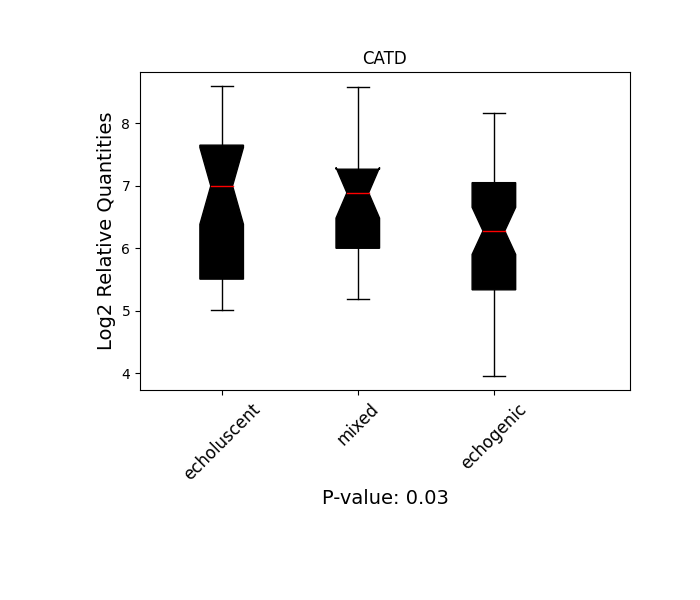 CATD
Log2 Relative Quantities
8
7
6
5
4
echoluscent
mixed
echogenic
P-value: 0.03